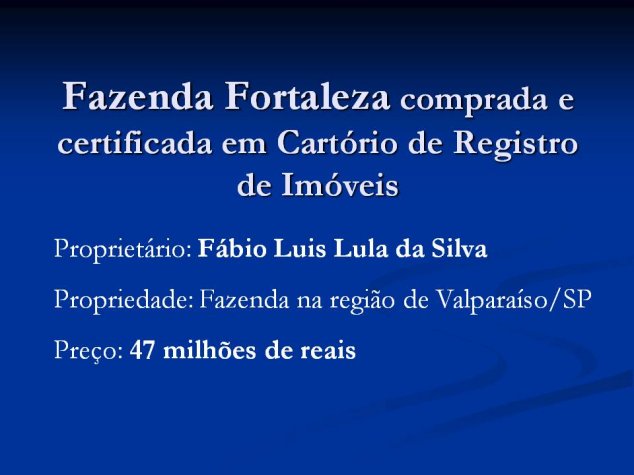 Fazenda Fortaleza comprada e
certificada em Cartório de Registro
de Imóveis
Proprietário: Fábio Luis Lula da Silva
Propriedade: Fazenda na região de Valparaíso/SP
Preço: 47 milhões de reais